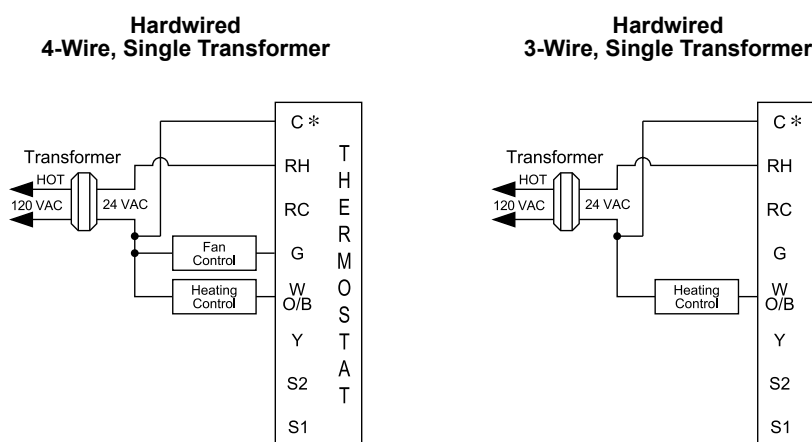 Hardwired
4-Wire, Single Transformer
Transformer
HOT
120 VAC
24 VAC
Fan
Control
Heating
Control
C *
RH
RC
G
W
O/B
Y
S2
S1
THERMOSTAT
Hardwired
3-Wire, Single Transformer
Transformer
HOT
120 VAC
24 VAC
Heating
Control
C *
RH
RC
G
W
O/B
Y
S2
S1